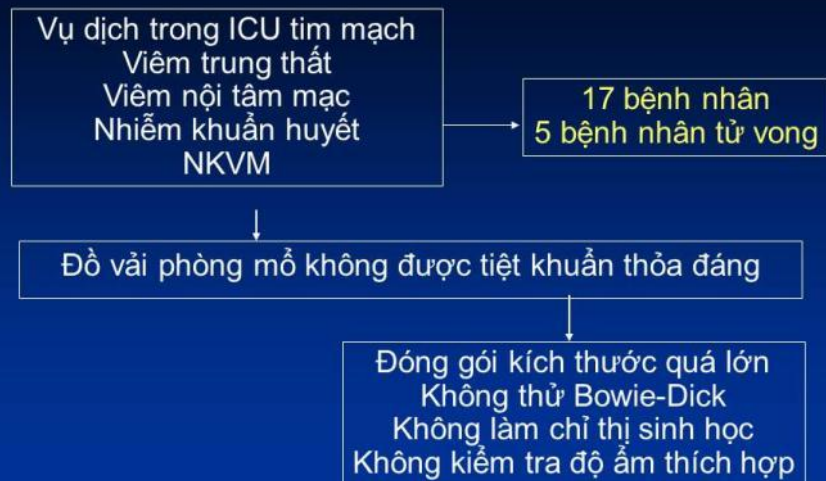 Vụ dịch trong ICU tim mạch
Viêm trung thất
Viêm nội tâm mạc
Nhiễm khuẩn huyết
NKVM
17 bệnh nhân
5 bệnh nhân tử vong
Đồ vải phòng mổ không được tiệt khuẩn thỏa đáng
Đóng gói kích thước quá lớn
Không thử Bowie-Dick
Không làm chỉ thị sinh học
Không kiểm tra độ ẩm thích hợp